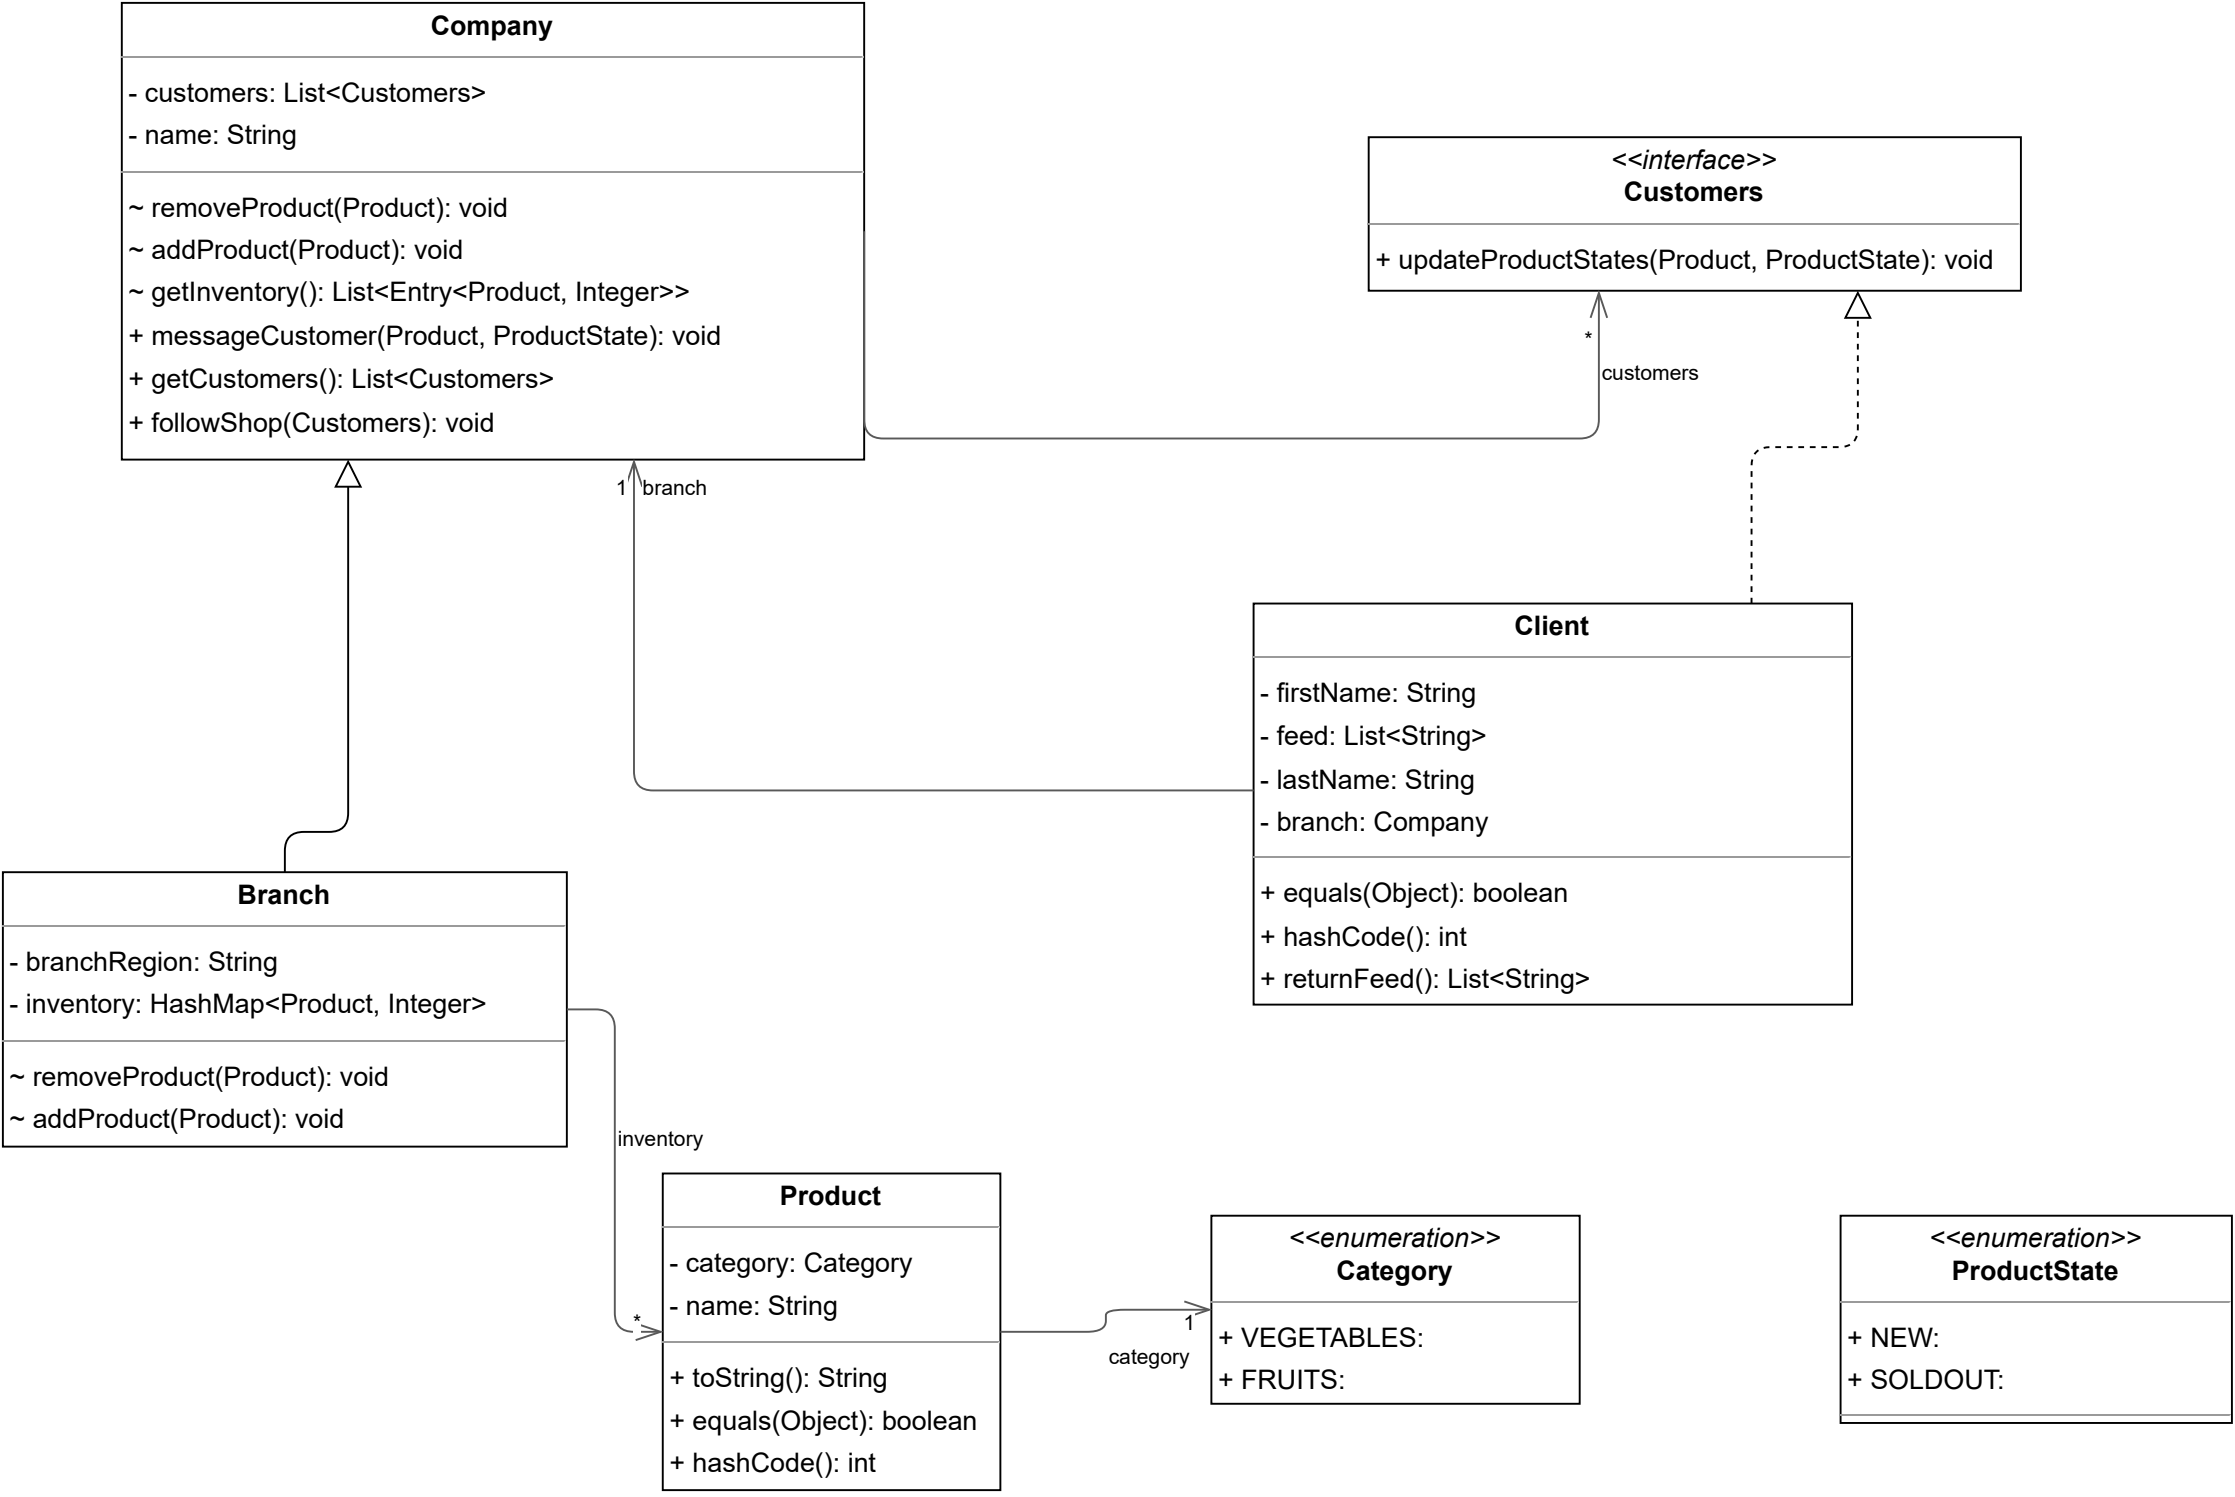 Company
- customers: List<Customers>
- name: String
~ removeProduct(Product): void
~ addProduct(Product): void
~ getInventory(): List<Entry<Product, Integer>>
+ messageCustomer(Product, ProductState): void
+ getCustomers(): List<Customers>
+ followShop(Customers): void
<<interface>>
Customers
+ updateProductStates(Product, ProductState): void
*
customers
1
branch
Client
- firstName: String
- feed: List<String>
- lastName: String
- branch: Company
+ equals(Object): boolean
+ hashCode(): int
+ returnFeed(): List<String>
Branch
- branchRegion: String
- inventory: HashMap<Product, Integer>
~ removeProduct(Product): void
~ addProduct(Product): void
inventory
*
Product
- category: Category
- name: String
+ toString(): String
+ equals(Object): boolean
+ hashCode(): int
1
category
<<enumeration>>
Category
+ VEGETABLES:
+ FRUITS:
<<enumeration>>
ProductState
+ NEW:
+ SOLDOUT: